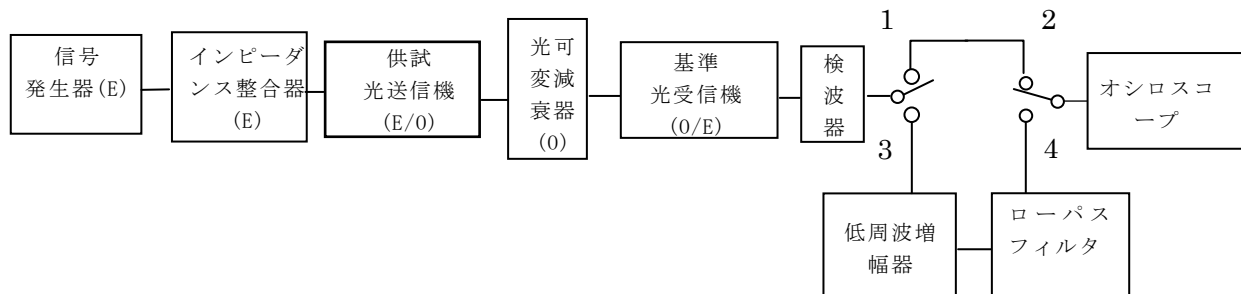 1
2
信号
発生器(E)
インピーダ
ンス整合器
(E)
供試
光送信機
(E/O)
光可
変減
衰器
(O)
基準
光受信機
(O/E)
検
波
器
オシロスコ
ープ
3
4
低周波増
幅器
ローパス
フィルタ